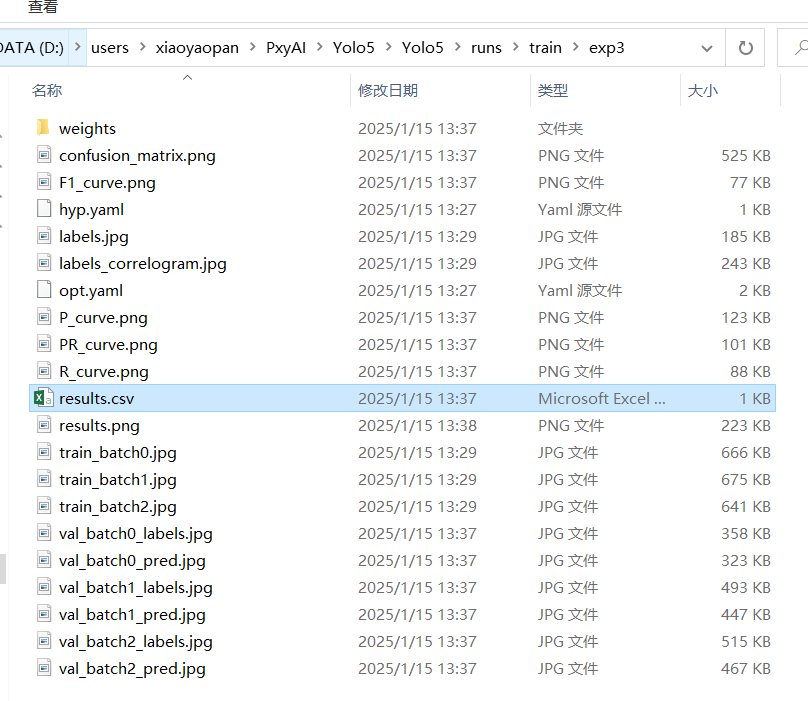 查看
DATA (D:) > users > xiaoyaopan > PxyAI > Yolo5 > Yolo5 > runs > train > exp3
名称 修改日期 类型 大小
weights 2025/1/15 13:37 文件夹
confusion_matrix.png 2025/1/15 13:37 PNG 文件 525 KB
F1_curve.png 2025/1/15 13:37 PNG 文件 77 KB
hyp.yaml 2025/1/15 13:27 Yaml 源文件 1 KB
labels.jpg 2025/1/15 13:29 JPG 文件 185 KB
labels_correlogram.jpg 2025/1/15 13:29 JPG 文件 243 KB
opt.yaml 2025/1/15 13:27 Yaml 源文件 2 KB
P_curve.png 2025/1/15 13:37 PNG 文件 123 KB
PR_curve.png 2025/1/15 13:37 PNG 文件 101 KB
R_curve.png 2025/1/15 13:37 PNG 文件 88 KB
results.csv 2025/1/15 13:37 Microsoft Excel ... 1 KB
results.png 2025/1/15 13:38 PNG 文件 223 KB
train_batch0.jpg 2025/1/15 13:29 JPG 文件 666 KB
train_batch1.jpg 2025/1/15 13:29 JPG 文件 675 KB
train_batch2.jpg 2025/1/15 13:29 JPG 文件 641 KB
val_batch0_labels.jpg 2025/1/15 13:37 JPG 文件 358 KB
val_batch0_pred.jpg 2025/1/15 13:37 JPG 文件 323 KB
val_batch1_labels.jpg 2025/1/15 13:37 JPG 文件 493 KB
val_batch1_pred.jpg 2025/1/15 13:37 JPG 文件 447 KB
val_batch2_labels.jpg 2025/1/15 13:37 JPG 文件 515 KB
val_batch2_pred.jpg 2025/1/15 13:37 JPG 文件 467 KB